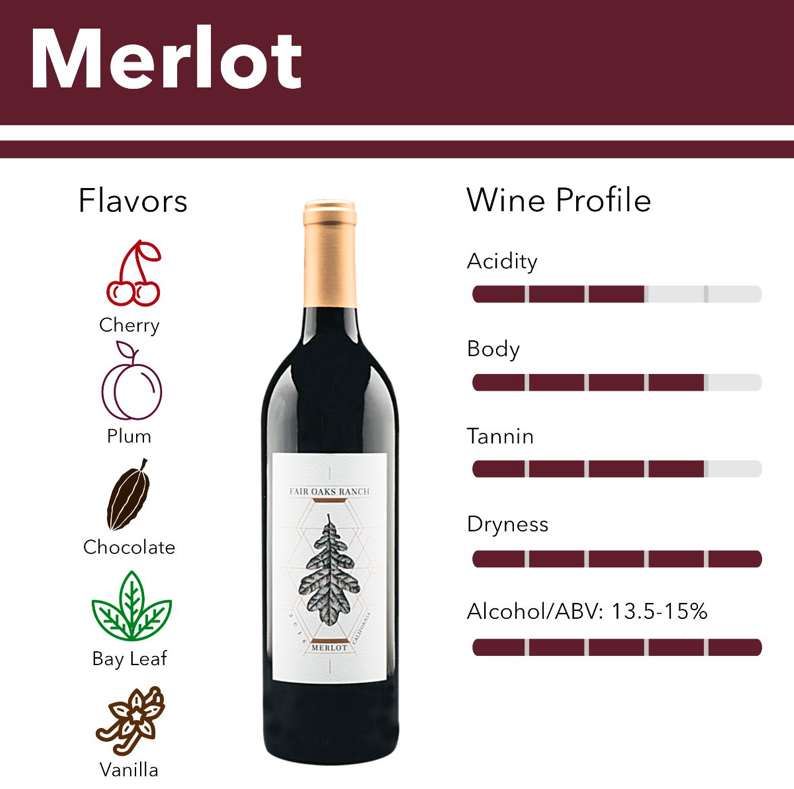 Merlot
Flavors
Cherry
Plum
Chocolate
Bay Leaf
Vanilla
FAIR OAKS RANCH
2016
MERLOT
CALIFORNIA
Wine Profile
Acidity
Body
Tannin
Dryness
Alcohol/ABV: 13.5-15%